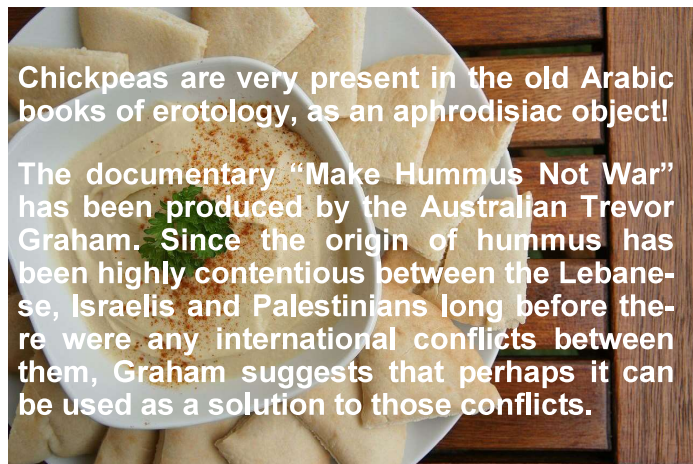 Chickpeas are very present in the old Arabic
books of erotology, as an aphrodisiac object!
The documentary “Make Hummus Not War”
has been produced by the Australian Trevor
Graham. Since the origin of hummus has
been highly contentious between the Lebane-
se, Israelis and Palestinians long before the-
re were any international conflicts between
them, Graham suggests that perhaps it can
be used as a solution to those conflicts.